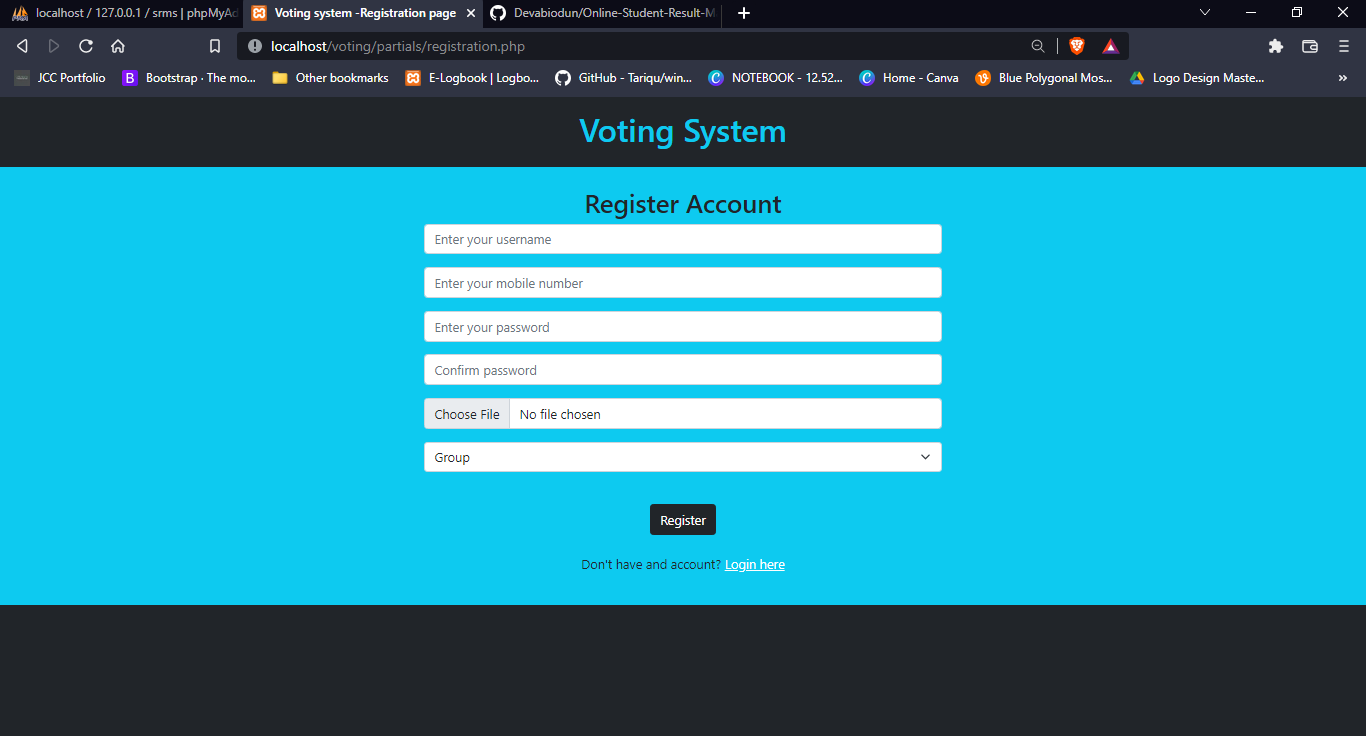 localhost / 127.0.0.1 / srms | phpMyAd
Voting system -Registration page
Devabiodun/Online-Student-Result-M
localhost/voting/partials/registration.php
JCC Portfolio
B Bootstrap · The mo...
Other bookmarks
E-Logbook | Logbo...
GitHub - Tariqu/win...
C NOTEBOOK - 12.52...
C Home - Canva
Blue Polygonal Mos...
Logo Design Maste...
»
Voting System
Register Account
Enter your username
Enter your mobile number
Enter your password
Confirm password
Choose File No file chosen
Group
Register
Don't have and account? Login here